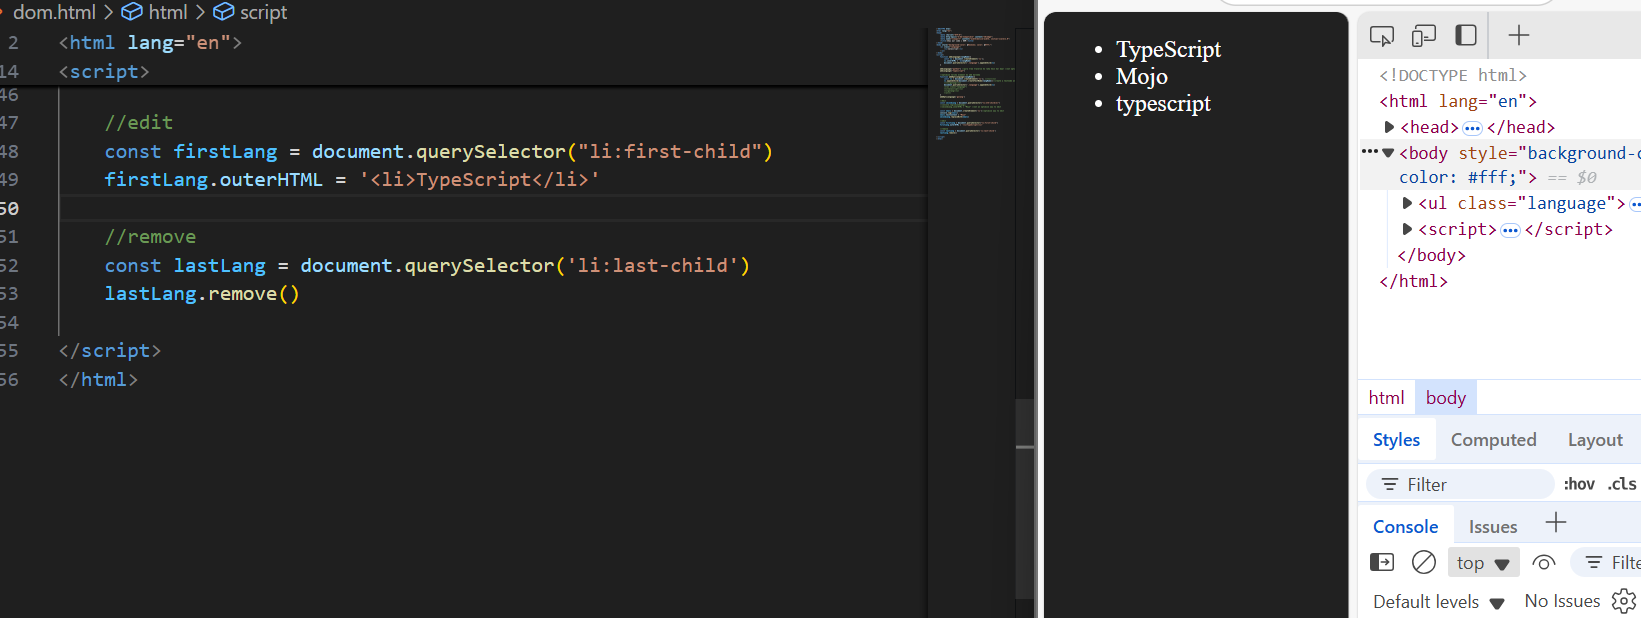 dom.html > html > script
2 <html lang="en">
14 <script>
46
47 //edit
48 const firstLang = document.querySelector("li:first-child")
49 firstLang.outerHTML = '<li>TypeScript</li>'
50
51 //remove
52 const lastLang = document.querySelector('li:last-child')
53 lastLang.remove()
54
55 </script>
56 </html>
• TypeScript
• Mojo
• typescript
<!DOCTYPE html>
<html lang="en">
<head> ••• </head>
••• <body style="background-c
color: #fff;"> == $0
<ul class="language">
<script> ••• </script>
</body>
</html>
html body
Styles Computed Layout
Filter :hov .cls
Console Issues
top Filte
Default levels No Issues